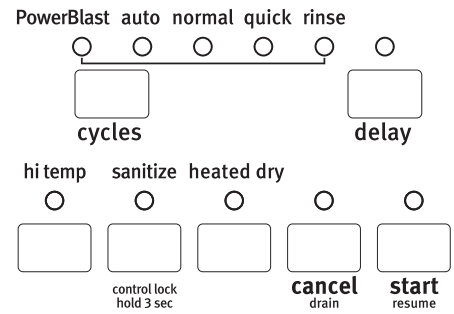 PowerBlast auto normal quick rinse
cycles delay
hi temp sanitize heated dry
control lock
hold 3 sec
cancel
drain
start
resume